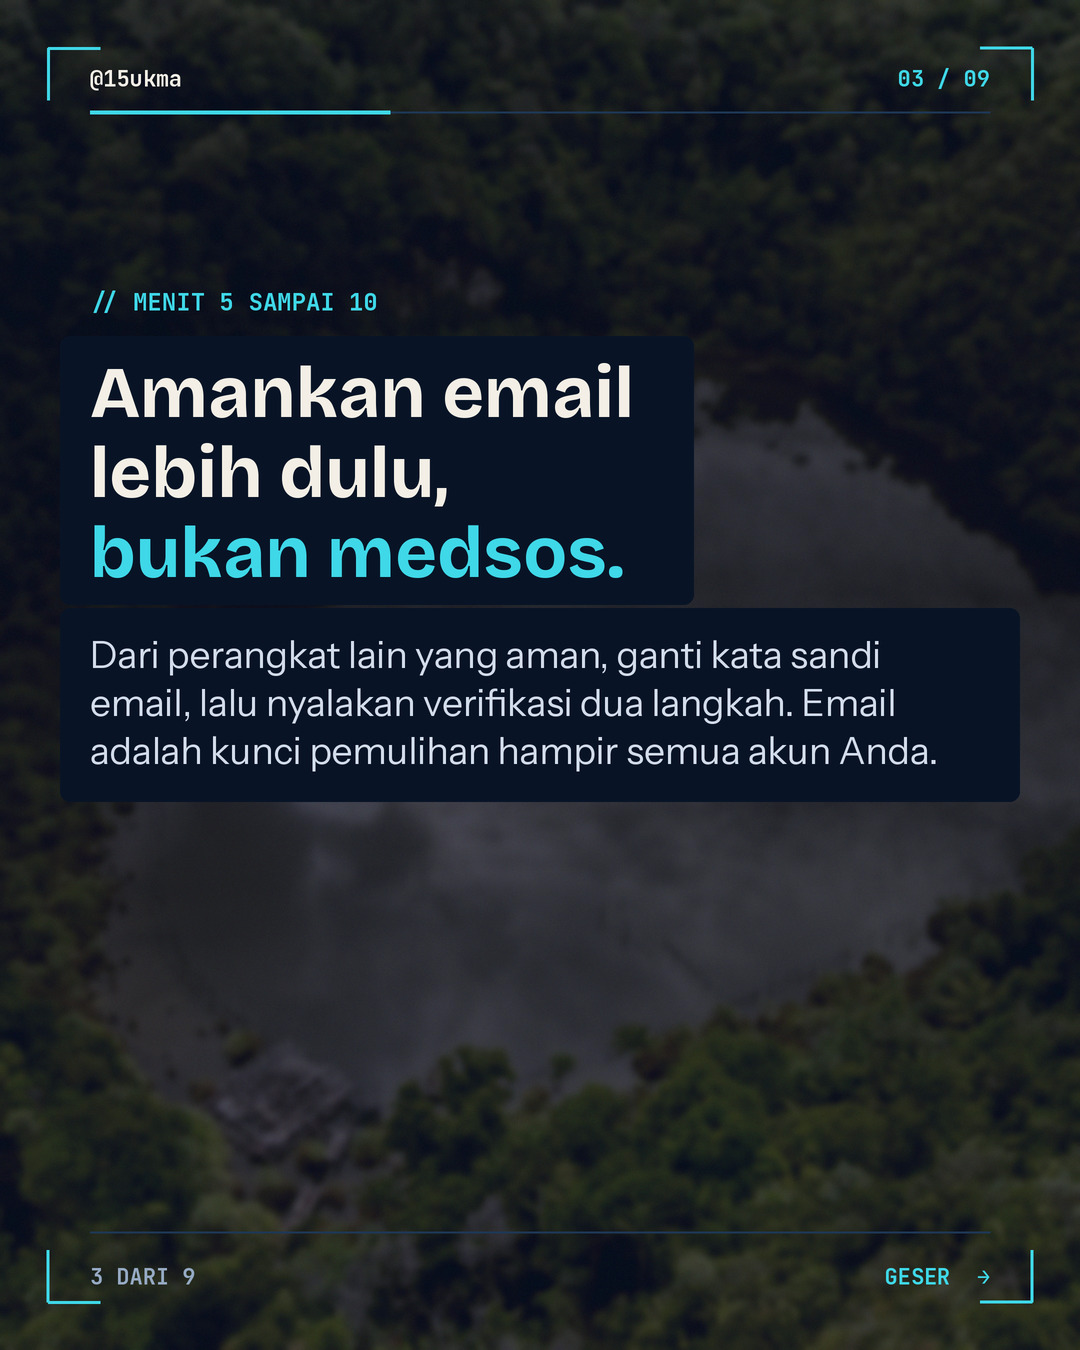 @15ukma
03 / 09
// MENIT 5 SAMPAI 10
Amankan email
lebih dulu,
bukan medsos.
Dari perangkat lain yang aman, ganti kata sandi
email, lalu nyalakan verifikasi dua langkah. Email
adalah kunci pemulihan hampir semua akun Anda.
3 DARI 9
GESER →